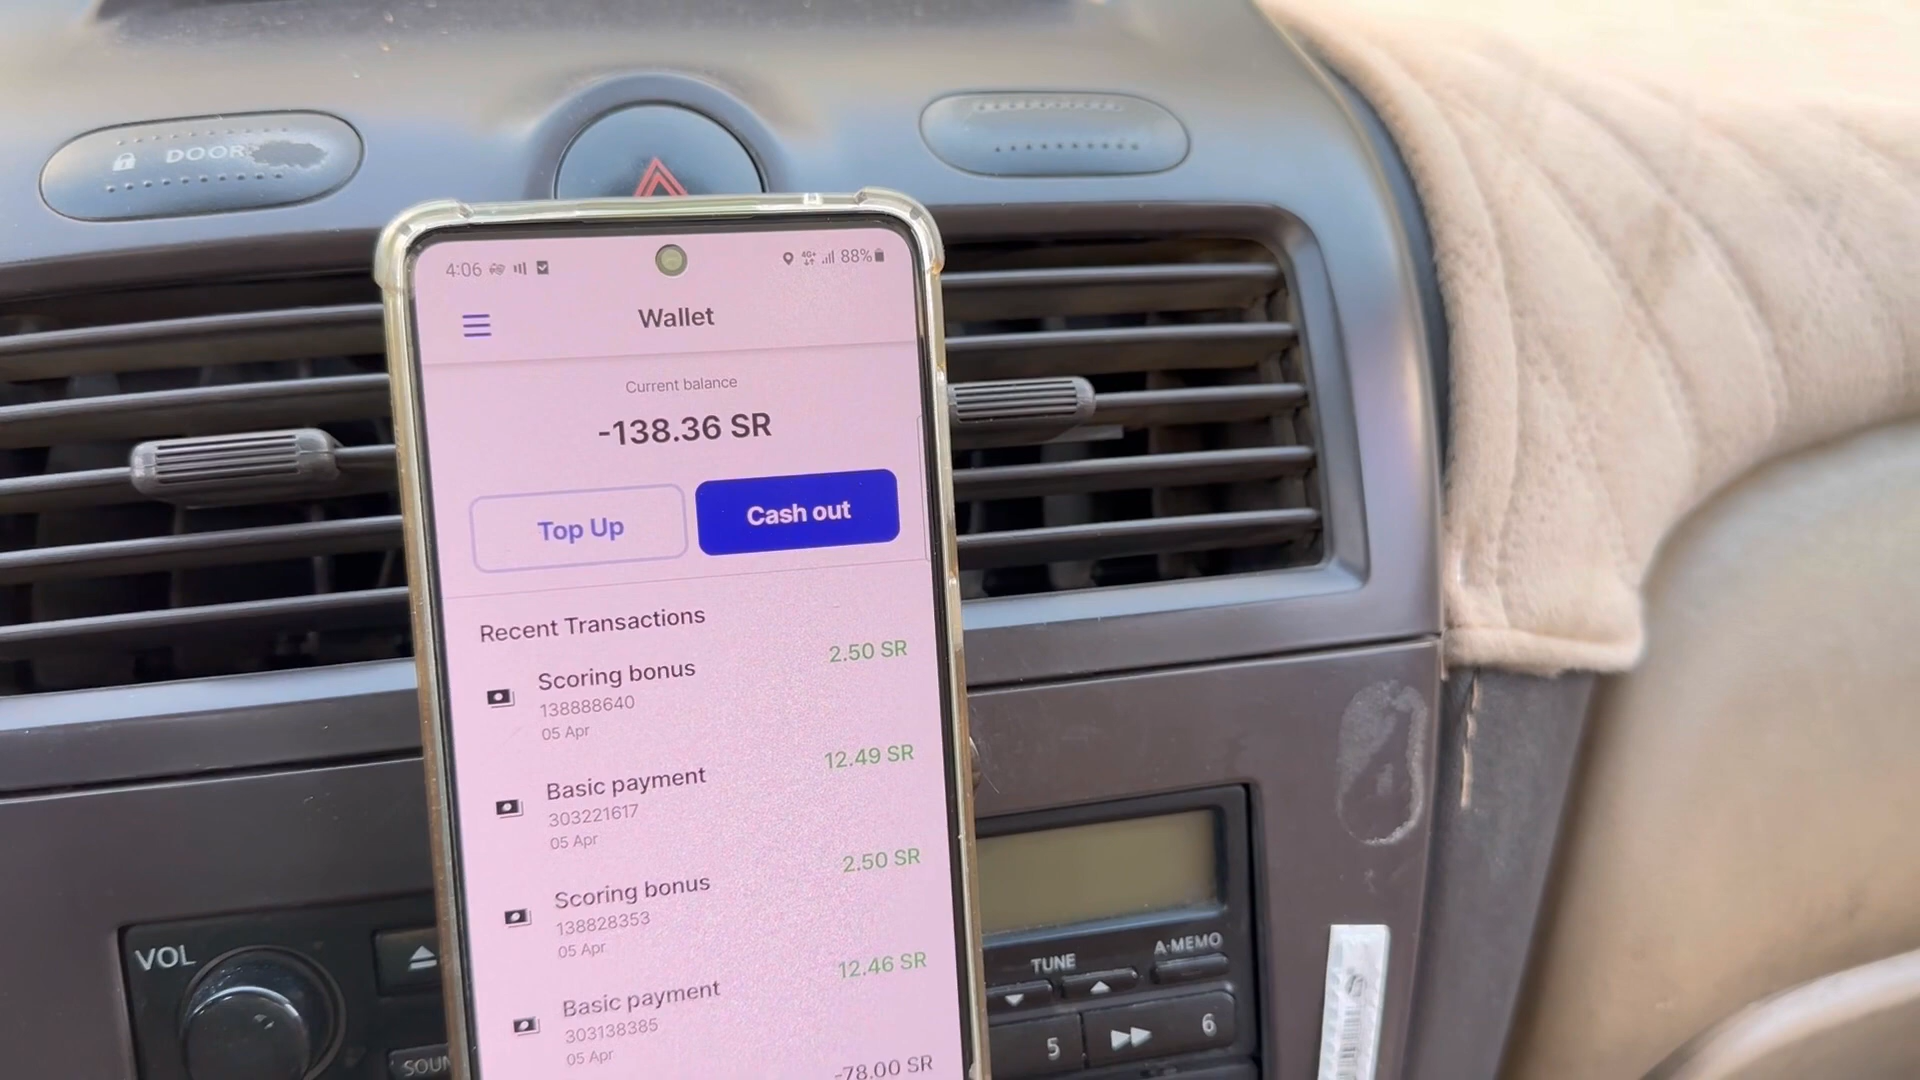 DOOR
4:06
4G+
88%
Wallet
Current balance
-138.36 SR
Top Up
Cash out
Recent Transactions
Scoring bonus
2.50 SR
138888640
05 Apr
Basic payment
12.49 SR
303221617
05 Apr
Scoring bonus
2.50 SR
138828353
05 Apr
Basic payment
12.46 SR
303138385
05 Apr
-78.00 SR
VOL
TUNE
A·MEMO
5
6
SOUN